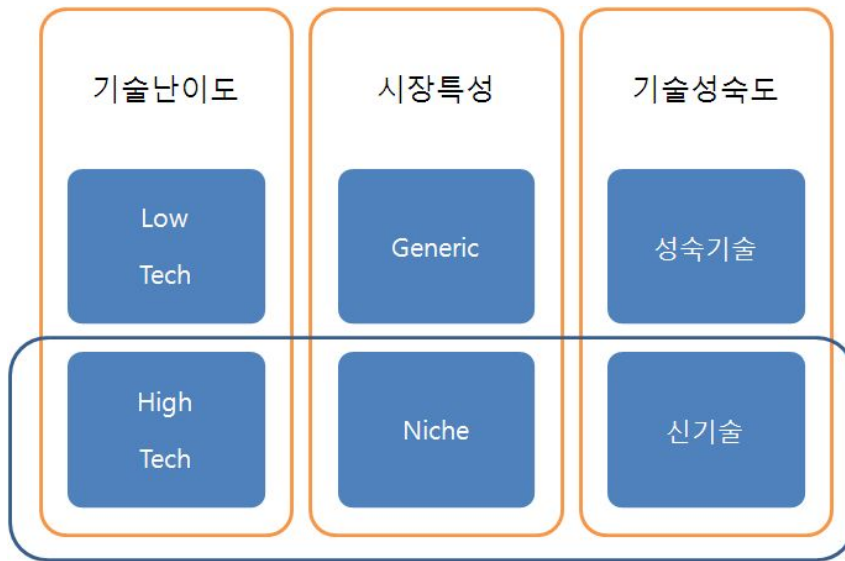 기술난이도
시장특성
기술성숙도
Low
Tech
Generic
성숙기술
High
Tech
Niche
신기술